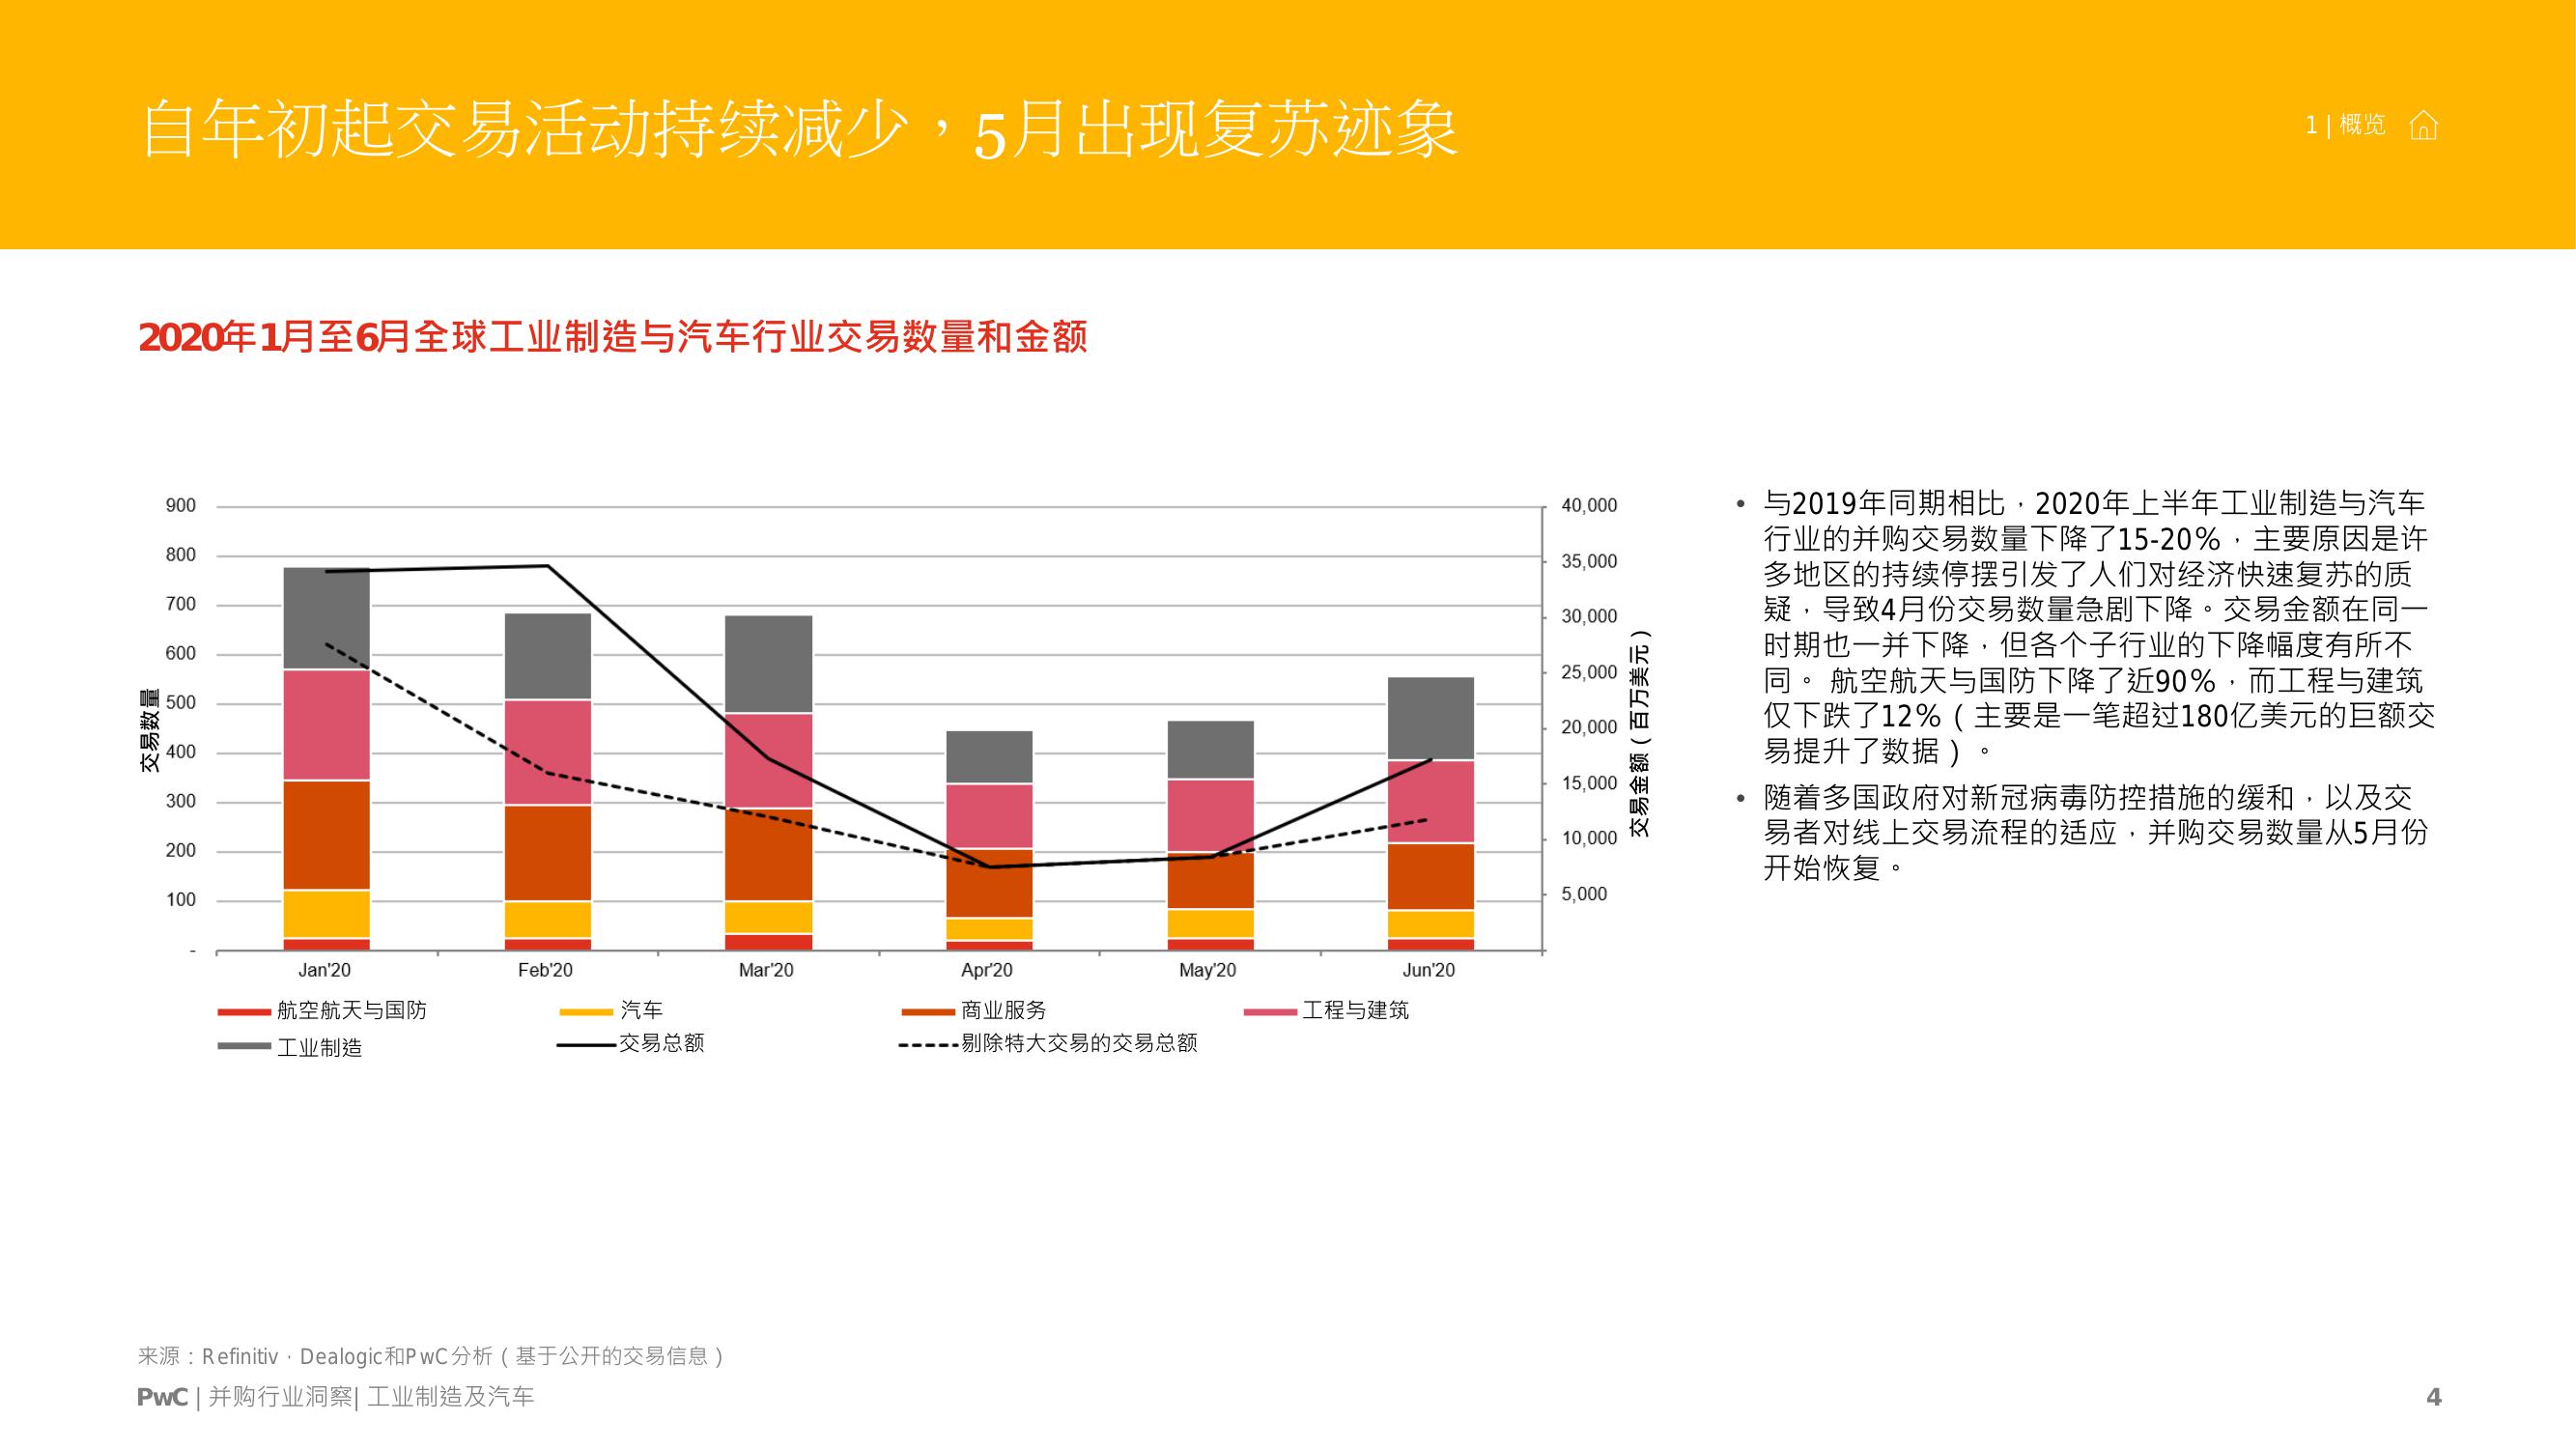 自年初起交易活动持续减少，5月出现复苏迹象
1 | 概览
2020年1月至6月全球工业制造与汽车行业交易数量和金额
900
800
700
600
500
400
300
200
100
-
交易数量
40,000
35,000
30,000
25,000
20,000
15,000
10,000
5,000
交易金额（百万美元）
Jan'20 Feb'20 Mar'20 Apr'20 May'20 Jun'20
航空航天与国防 汽车 商业服务 工程与建筑
工业制造 交易总额 剔除特大交易的交易总额
• 与2019年同期相比，2020年上半年工业制造与汽车
行业的并购交易数量下降了15-20%，主要原因是许
多地区的持续停摆引发了人们对经济快速复苏的质
疑，导致4月份交易数量急剧下降。交易金额在同一
时期也一并下降，但各个子行业的下降幅度有所不
同。 航空航天与国防下降了近90%，而工程与建筑
仅下跌了12%（主要是一笔超过180亿美元的巨额交
易提升了数据）。
• 随着多国政府对新冠病毒防控措施的缓和，以及交
易者对线上交易流程的适应，并购交易数量从5月份
开始恢复。
来源：Refinitiv，Dealogic和PwC分析（基于公开的交易信息）
PwC | 并购行业洞察| 工业制造及汽车
4